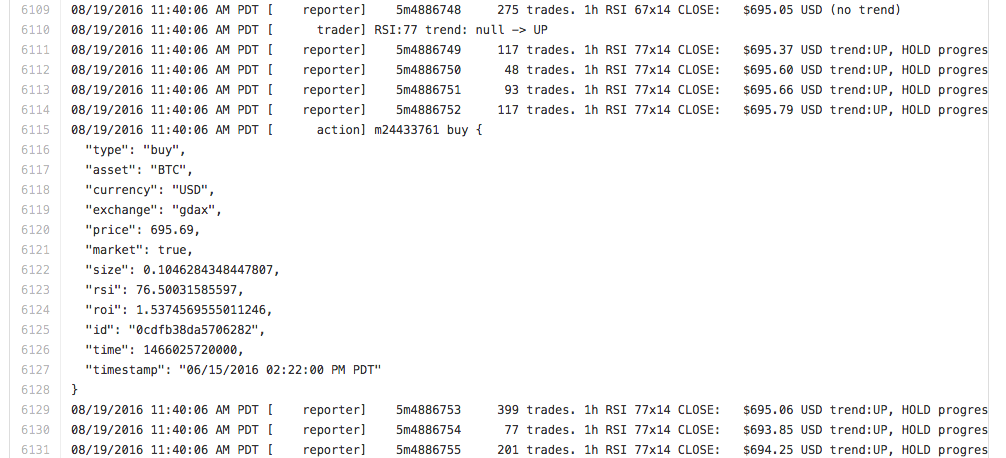 6109 08/19/2016 11:40:06 AM PDT [ reporter] 5m4886748 275 trades. 1h RSI 67x14 CLOSE: $695.05 USD (no trend)
6110 08/19/2016 11:40:06 AM PDT [ trader] RSI:77 trend: null -> UP
6111 08/19/2016 11:40:06 AM PDT [ reporter] 5m4886749 117 trades. 1h RSI 77x14 CLOSE: $695.37 USD trend:UP, HOLD progres
6112 08/19/2016 11:40:06 AM PDT [ reporter] 5m4886750 48 trades. 1h RSI 77x14 CLOSE: $695.60 USD trend:UP, HOLD progres
6113 08/19/2016 11:40:06 AM PDT [ reporter] 5m4886751 93 trades. 1h RSI 77x14 CLOSE: $695.66 USD trend:UP, HOLD progres
6114 08/19/2016 11:40:06 AM PDT [ reporter] 5m4886752 117 trades. 1h RSI 77x14 CLOSE: $695.79 USD trend:UP, HOLD progres
6115 08/19/2016 11:40:06 AM PDT [ action] m24433761 buy {
6116 "type": "buy",
6117 "asset": "BTC",
6118 "currency": "USD",
6119 "exchange": "gdax",
6120 "price": 695.69,
6121 "market": true,
6122 "size": 0.1046284348447807,
6123 "rsi": 76.50031585597,
6124 "roi": 1.5374569555011246,
6125 "id": "0cdfb38da5706282",
6126 "time": 1466025720000,
6127 "timestamp": "06/15/2016 02:22:00 PM PDT"
6128 }
6129 08/19/2016 11:40:06 AM PDT [ reporter] 5m4886753 399 trades. 1h RSI 77x14 CLOSE: $695.06 USD trend:UP, HOLD progres
6130 08/19/2016 11:40:06 AM PDT [ reporter] 5m4886754 77 trades. 1h RSI 77x14 CLOSE: $693.85 USD trend:UP, HOLD progres
6131 08/19/2016 11:40:06 AM PDT [ reporter] 5m4886755 201 trades. 1h RSI 77x14 CLOSE: $694.25 USD trend:UP, HOLD progres